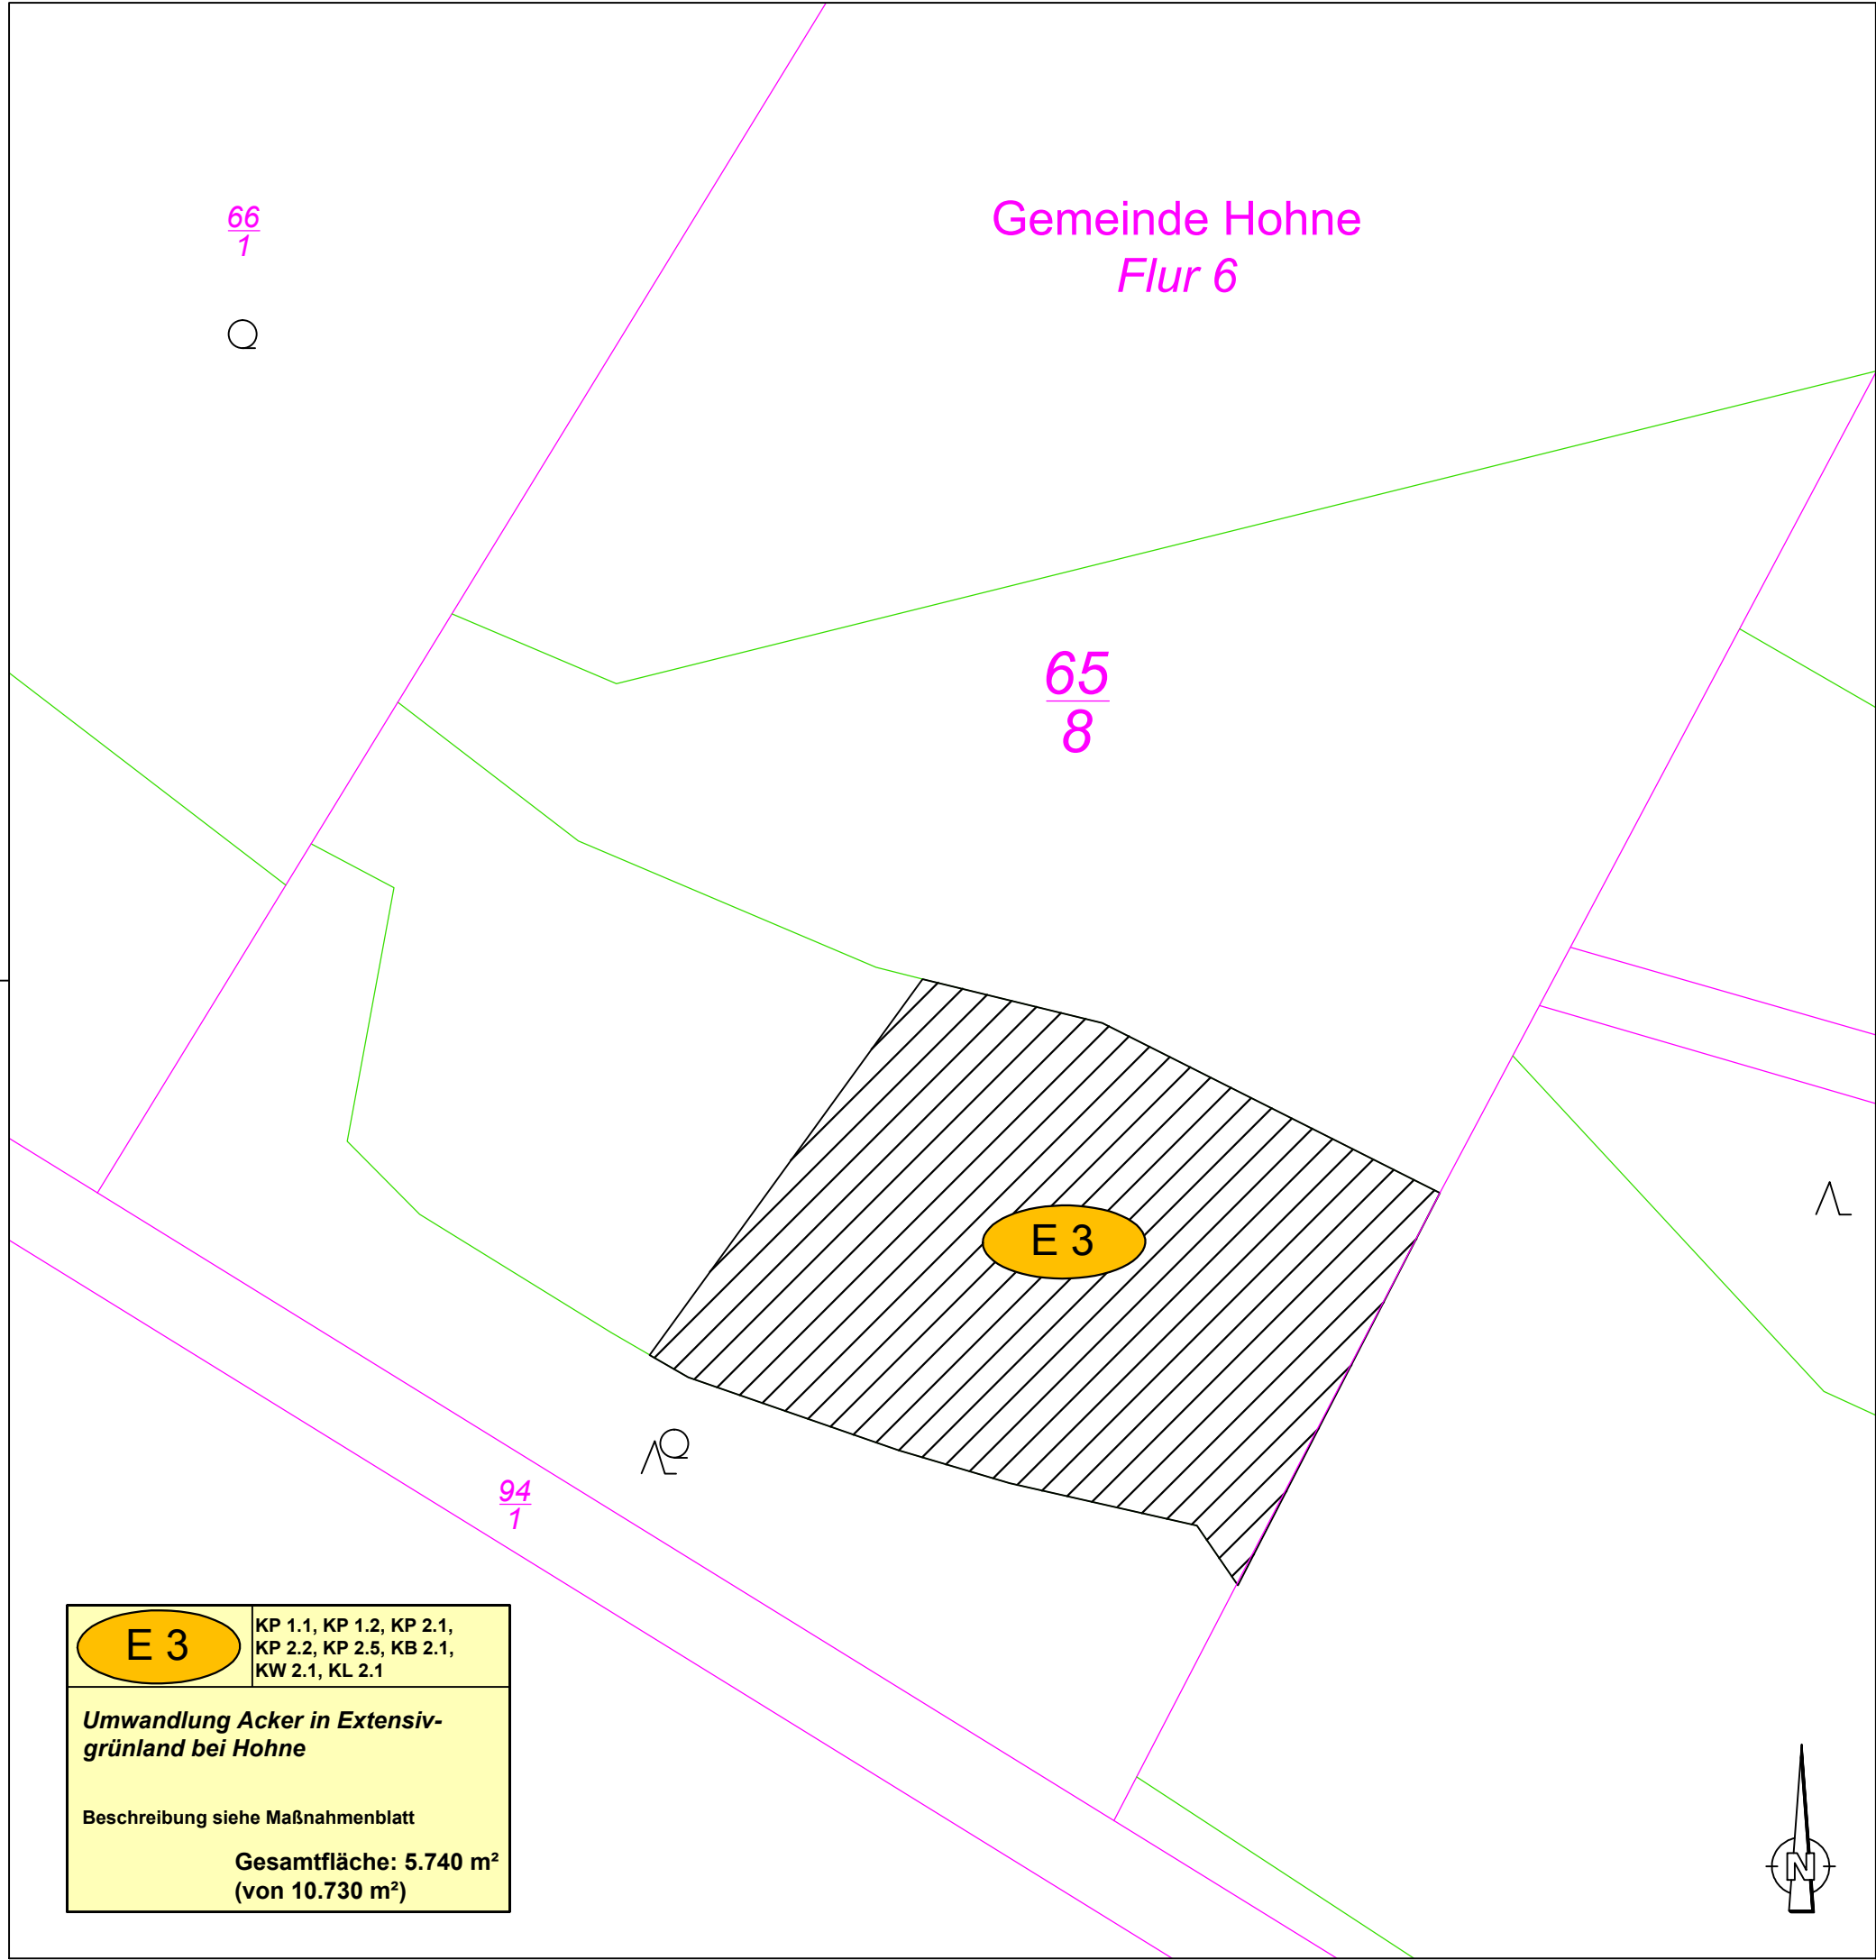 Gemeinde Hohne
Flur 6
66
1
65
8
E 3
94
1
E 3
KP 1.1, KP 1.2, KP 2.1,
KP 2.2, KP 2.5, KB 2.1,
KW 2.1, KL 2.1
Umwandlung Acker in Extensiv-
grünland bei Hohne
Beschreibung siehe Maßnahmenblatt
Gesamtfläche: 5.740 m²
(von 10.730 m²)
N